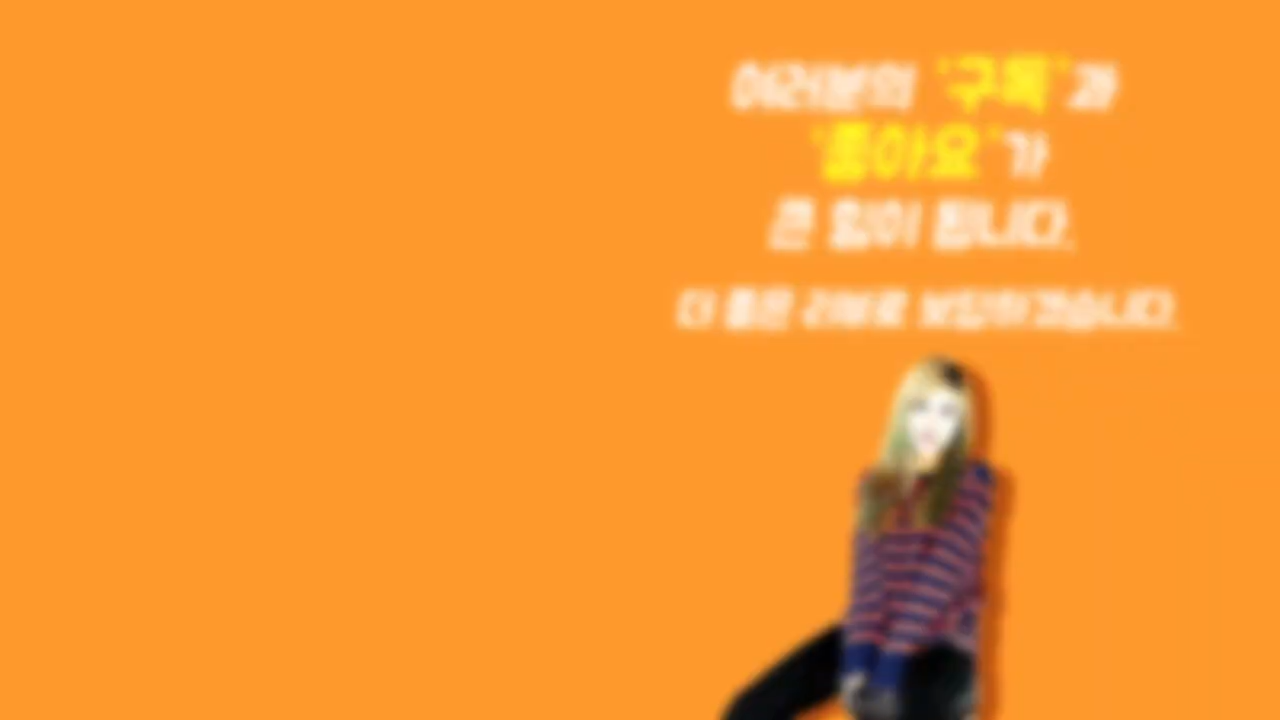 여러분의 '구독'과
'좋아요'가
큰 힘이 됩니다.
더 좋은 리뷰로 보답하겠습니다.